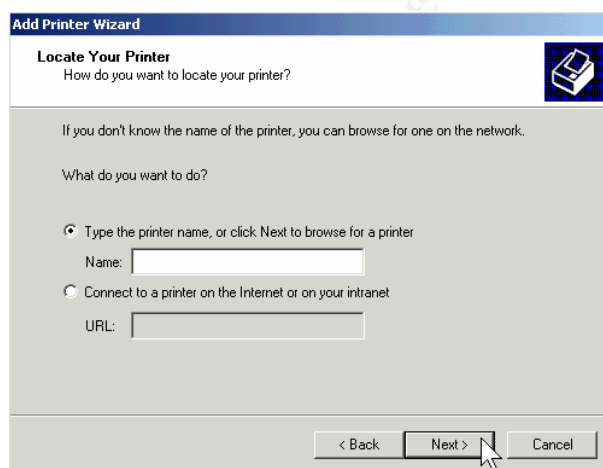 Add Printer Wizard
Locate Your Printer
How do you want to locate your printer?
If you don't know the name of the printer, you can browse for one on the network.
What do you want to do?
Type the printer name, or click Next to browse for a printer
Name:
Connect to a printer on the Internet or on your intranet
URL:
< Back
Next >
Cancel